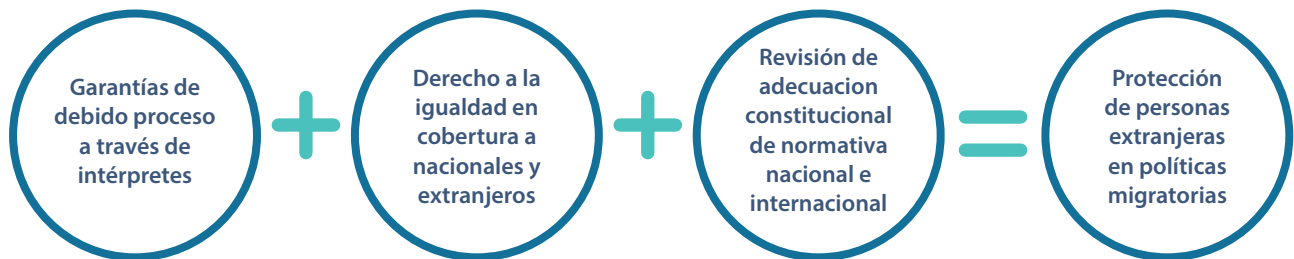 Garantías de
debido proceso
a través de
intérpretes
+
Derecho a la
igualdad en
cobertura a
nacionales y
extranjeros
+
Revisión de
adecuacion
constitucional
de normativa
nacional e
internacional
=
Protección
de personas
extranjeras
en políticas
migratorias